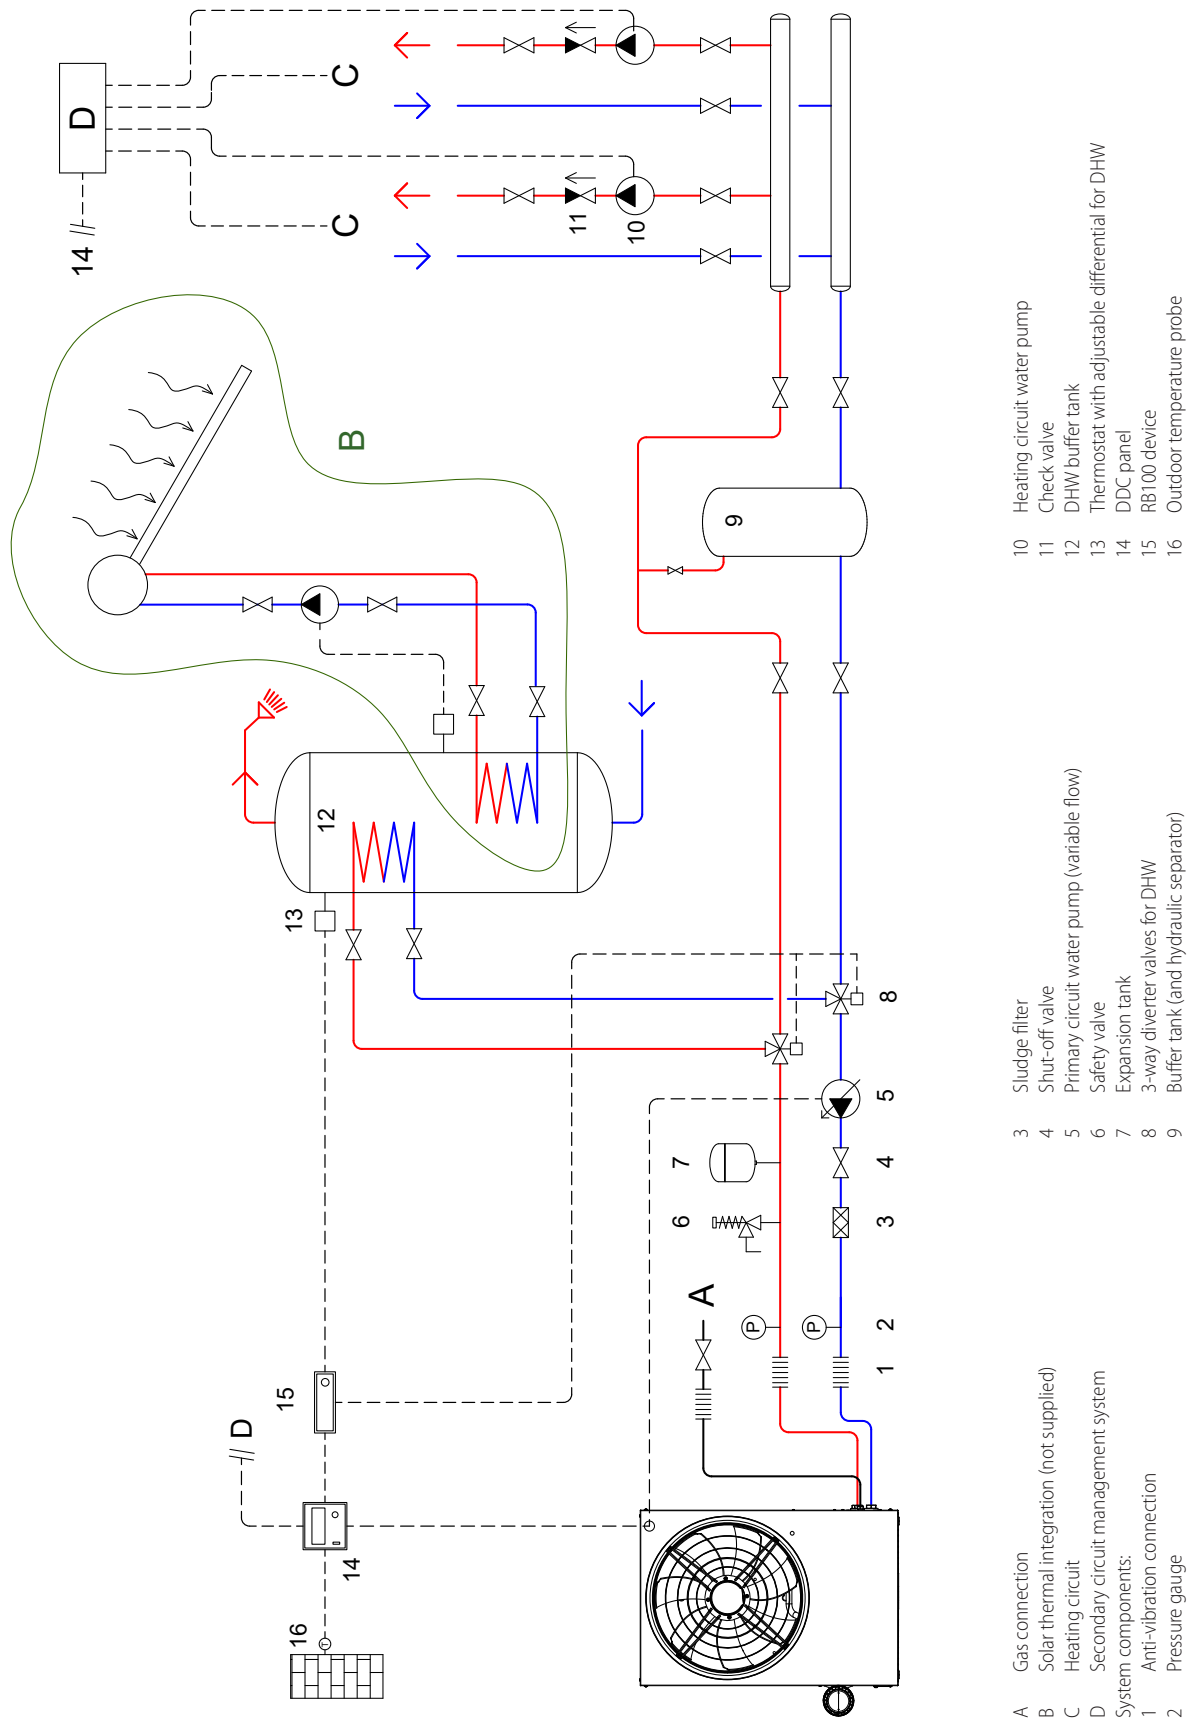 14
D
C
C
11
10
B
9
12
13
8
5
7
4
6
3
A
P
P
2
1
15
D
14
16
A Gas connection
B Solar thermal integration (not supplied)
C Heating circuit
D Secondary circuit management system
System components:
1 Anti-vibration connection
2 Pressure gauge
3 Sludge filter
4 Shut-off valve
5 Primary circuit water pump (variable flow)
6 Safety valve
7 Expansion tank
8 3-way diverter valves for DHW
9 Buffer tank (and hydraulic separator)
10 Heating circuit water pump
11 Check valve
12 DHW buffer tank
13 Thermostat with adjustable differential for DHW
14 DDC panel
15 RB100 device
16 Outdoor temperature probe